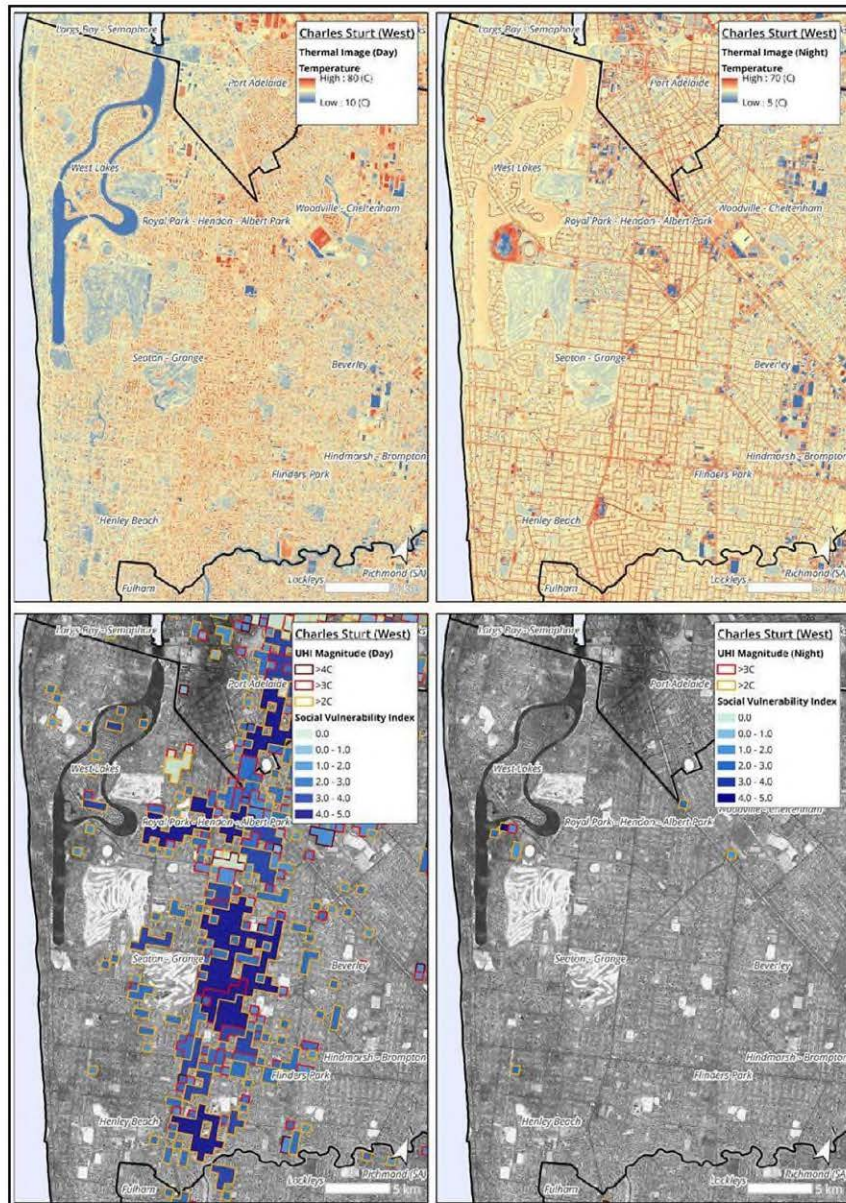 Largs Bay - Semaphore
Charles Sturt (West)
Thermal Image (Day)
Temperature
High : 80 (C)
Low : 10 (C)
Port Adelaide
West Lakes
Woodville - Cheltenham
Royal Park - Hendon - Albert Park
Seaton - Grange
Beverley
Hindmarsh - Brompton
Flinders Park
Henley Beach
Fulham
Lockleys
Richmond (SA)
Largs Bay - Semaphore
Charles Sturt (West)
Thermal Image (Night)
Temperature
High : 70 (C)
Low : 5 (C)
Port Adelaide
West Lakes
Woodville - Cheltenham
Royal Park - Hendon - Albert Park
Seaton - Grange
Beverley
Hindmarsh - Brompton
Flinders Park
Henley Beach
Fulham
Lockleys
Richmond (SA)
Largs Bay - Semaphore
Charles Sturt (West)
UHI Magnitude (Day)
>4C
>3C
>2C
Social Vulnerability Index
0.0
0.0 - 1.0
1.0 - 2.0
2.0 - 3.0
3.0 - 4.0
4.0 - 5.0
Port Adelaide
West Lakes
Royal Park - Hendon - Albert Park
Seaton - Grange
Beverley
Hindmarsh - Brompton
Flinders Park
Henley Beach
Fulham
Lockleys
Richmond (SA)
5 km
Largs Bay - Semaphore
Charles Sturt (West)
UHI Magnitude (Night)
>3C
>2C
Social Vulnerability Index
0.0
0.0 - 1.0
1.0 - 2.0
2.0 - 3.0
3.0 - 4.0
4.0 - 5.0
Port Adelaide
West Lakes
Woodville - Cheltenham
Royal Park - Hendon - Albert Park
Seaton - Grange
Beverley
Hindmarsh - Brompton
Flinders Park
Henley Beach
Fulham
Lockleys
Richmond (SA)
5 km